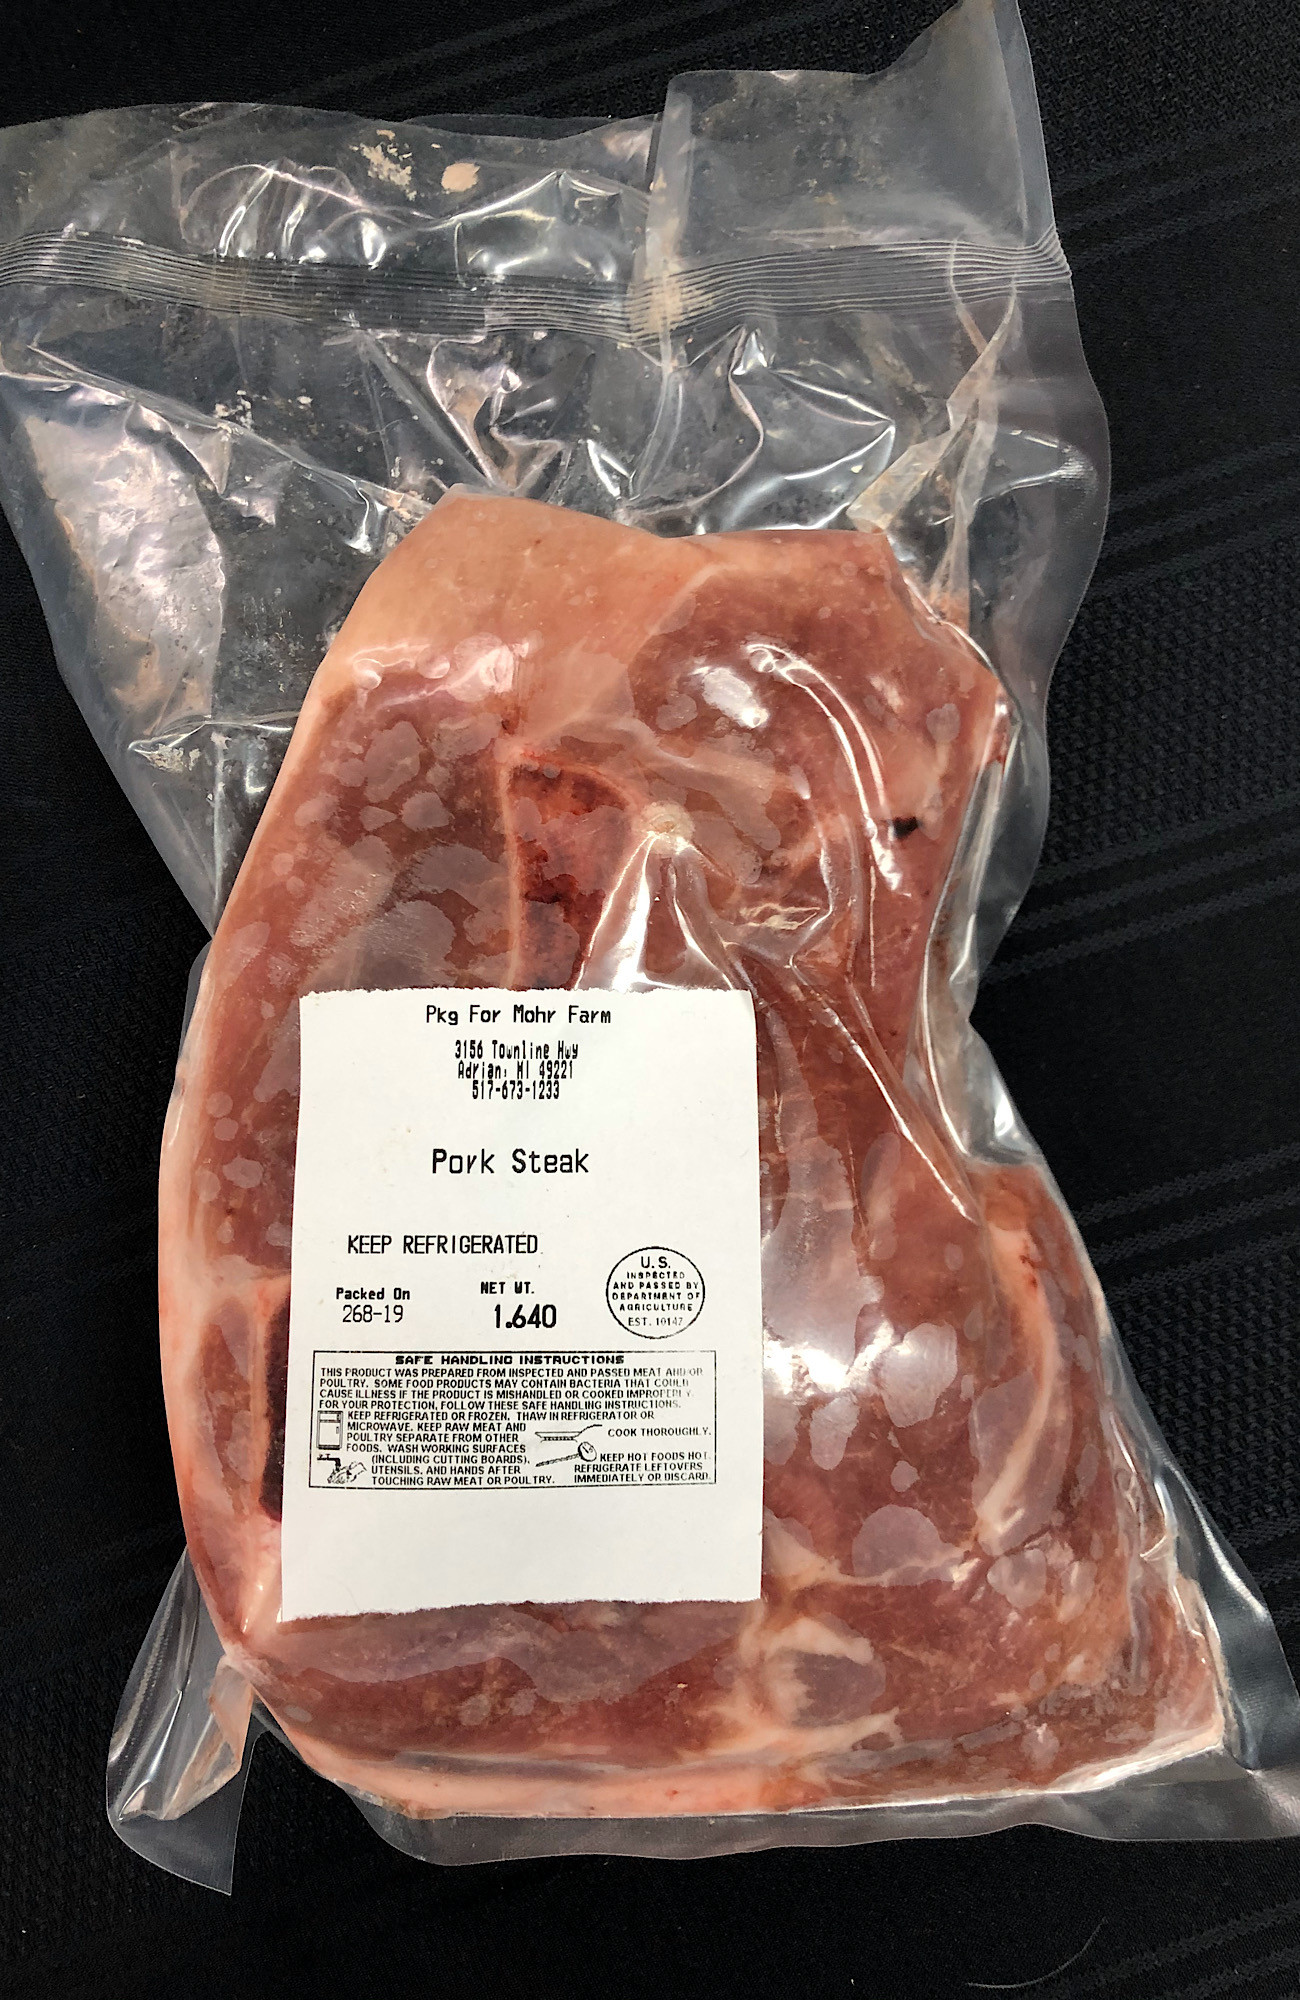 Pkg For Mohr Farm
3156 Townline Hwy
Adrian, MI 49221
517-673-1233
Pork Steak
KEEP REFRIGERATED
Packed On
268-19
NET WT.
1.640
U.S.
INSPECTED
AND PASSED BY
DEPARTMENT OF
AGRICULTURE
EST. 10147
SAFE HANDLING INSTRUCTIONS
THIS PRODUCT WAS PREPARED FROM INSPECTED AND PASSED MEAT AND/OR
POULTRY. SOME FOOD PRODUCTS MAY CONTAIN BACTERIA THAT COULD
CAUSE ILLNESS IF THE PRODUCT IS MISHANDLED OR COOKED IMPROPERLY.
FOR YOUR PROTECTION, FOLLOW THESE SAFE HANDLING INSTRUCTIONS.
KEEP REFRIGERATED OR FROZEN. THAW IN REFRIGERATOR OR
MICROWAVE. KEEP RAW MEAT AND
POULTRY SEPARATE FROM OTHER
FOODS. WASH WORKING SURFACES
(INCLUDING CUTTING BOARDS),
UTENSILS, AND HANDS AFTER
TOUCHING RAW MEAT OR POULTRY.
COOK THOROUGHLY.
KEEP HOT FOODS HOT.
REFRIGERATE LEFTOVERS
IMMEDIATELY OR DISCARD.